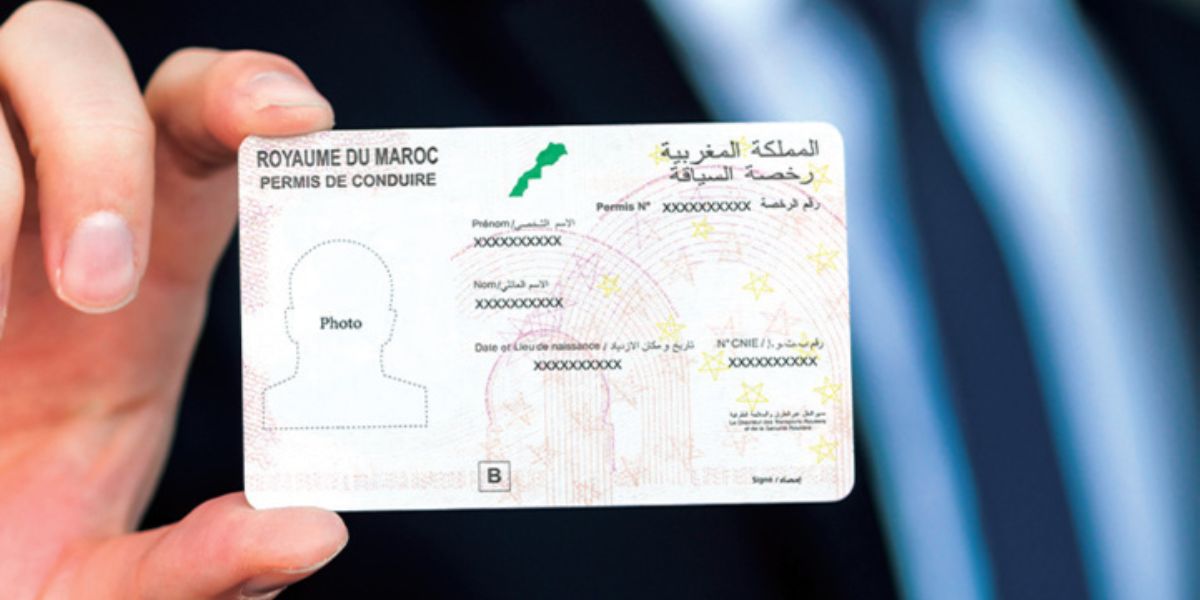 ROYAUME DU MAROC
PERMIS DE CONDUIRE
المملكة المغربية
رخصة السياقة
Permis N° XXXXXXXXXX رقم الرخصة
Prénom/الاسم الشخصي
XXXXXXXXXX
Nom/الاسم العائلي
XXXXXXXXXX
Photo
Date et Lieu de naissance / تاريخ و مكان الازدياد
XXXXXXXXXX
N° CNIE / رقم ب.ت.و.إ
XXXXXXXXXX
Le Directeur des Transports Routiers
et de la Sécurité Routière
B
Signé / إمضاء